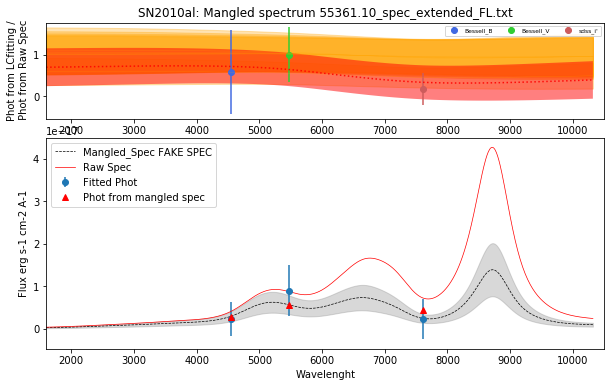 SN2010al: Mangled spectrum 55361.10_spec_extended_FL.txt
Phot from LCfitting /
Phot from Raw Spec
1
0
Bessell_B
Bessell_V
sdss_i'
2000 3000 4000 5000 6000 7000 8000 9000 10000
1e−17
Flux erg s-1 cm-2 A-1
4
3
2
1
0
Mangled_Spec FAKE SPEC
Raw Spec
Fitted Phot
Phot from mangled spec
2000 3000 4000 5000 6000 7000 8000 9000 10000
Wavelenght